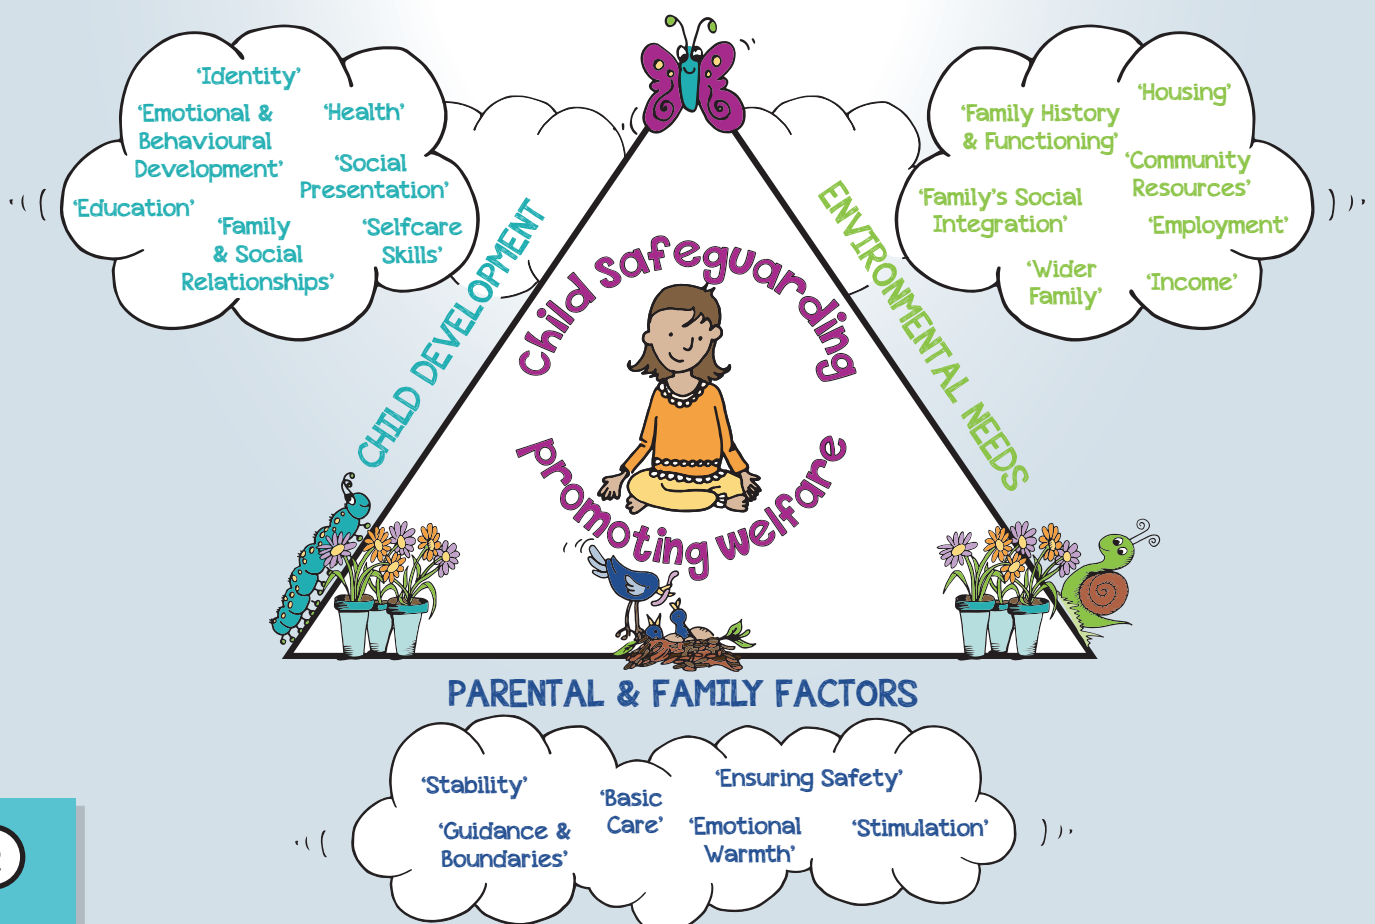 ‘Identity’
‘Emotional &
Behavioural
Development’
‘Health’
‘Social
Presentation’
‘Education’
‘Family
& Social
Relationships’
‘Selfcare
Skills’
‘Housing’
‘Family History
& Functioning’
‘Community
Resources’
‘Family’s Social
Integration’
‘Employment’
‘Wider
Family’
‘Income’
CHILD DEVELOPMENT
ENVIRONMENTAL NEEDS
Child Safeguarding
promoting welfare
PARENTAL & FAMILY FACTORS
‘Stability’
‘Basic
Care’
‘Ensuring Safety’
‘Guidance &
Boundaries’
‘Emotional
Warmth’
‘Stimulation’